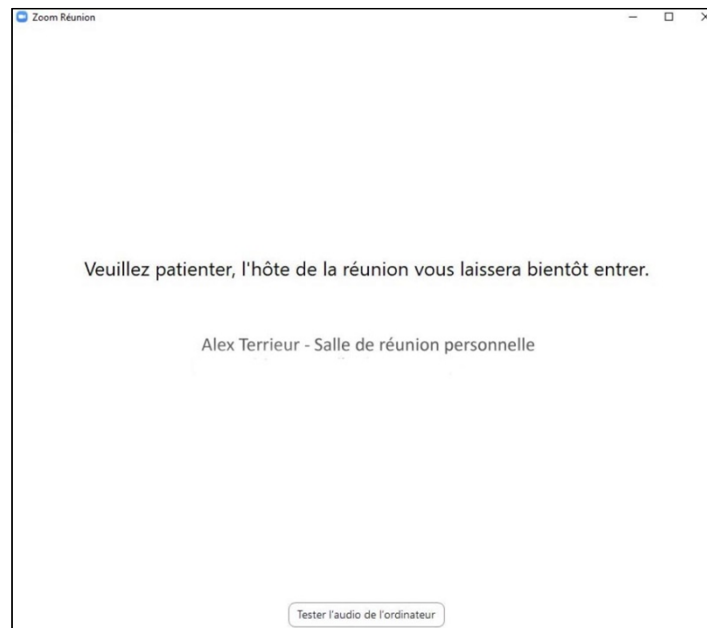 Zoom Réunion
Veuillez patienter, l'hôte de la réunion vous laissera bientôt entrer.
Alex Terrieur - Salle de réunion personnelle
Tester l'audio de l'ordinateur